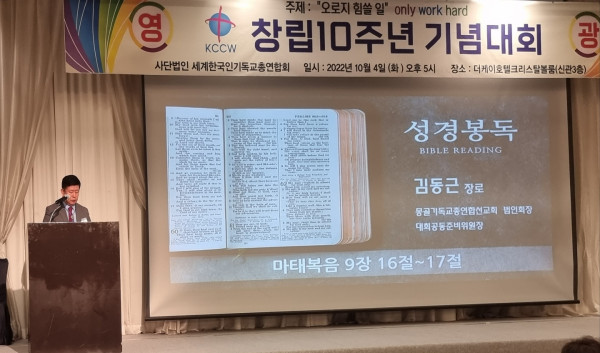 주제 : "오로지 힘쓸 일" only work hard
영 KCCW 창립10주년 기념대회 광
사단법인 세계한국인기독교총연합회 일시 : 2022년 10월 4일(화) 오후 5시 장소 : 더케이호텔크리스탈볼룸(신관3층)
성경봉독
BIBLE READING
김동근 장로
몽골기독교총연합선교회 법인회장
대회공동준비위원장
마태복음 9장 16절~17절